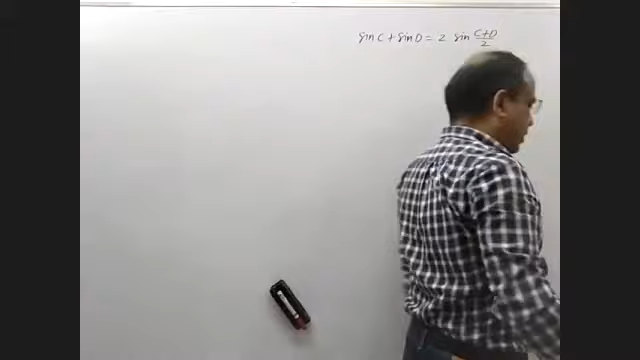 sin C + sin D = 2 sin (C+D)/2